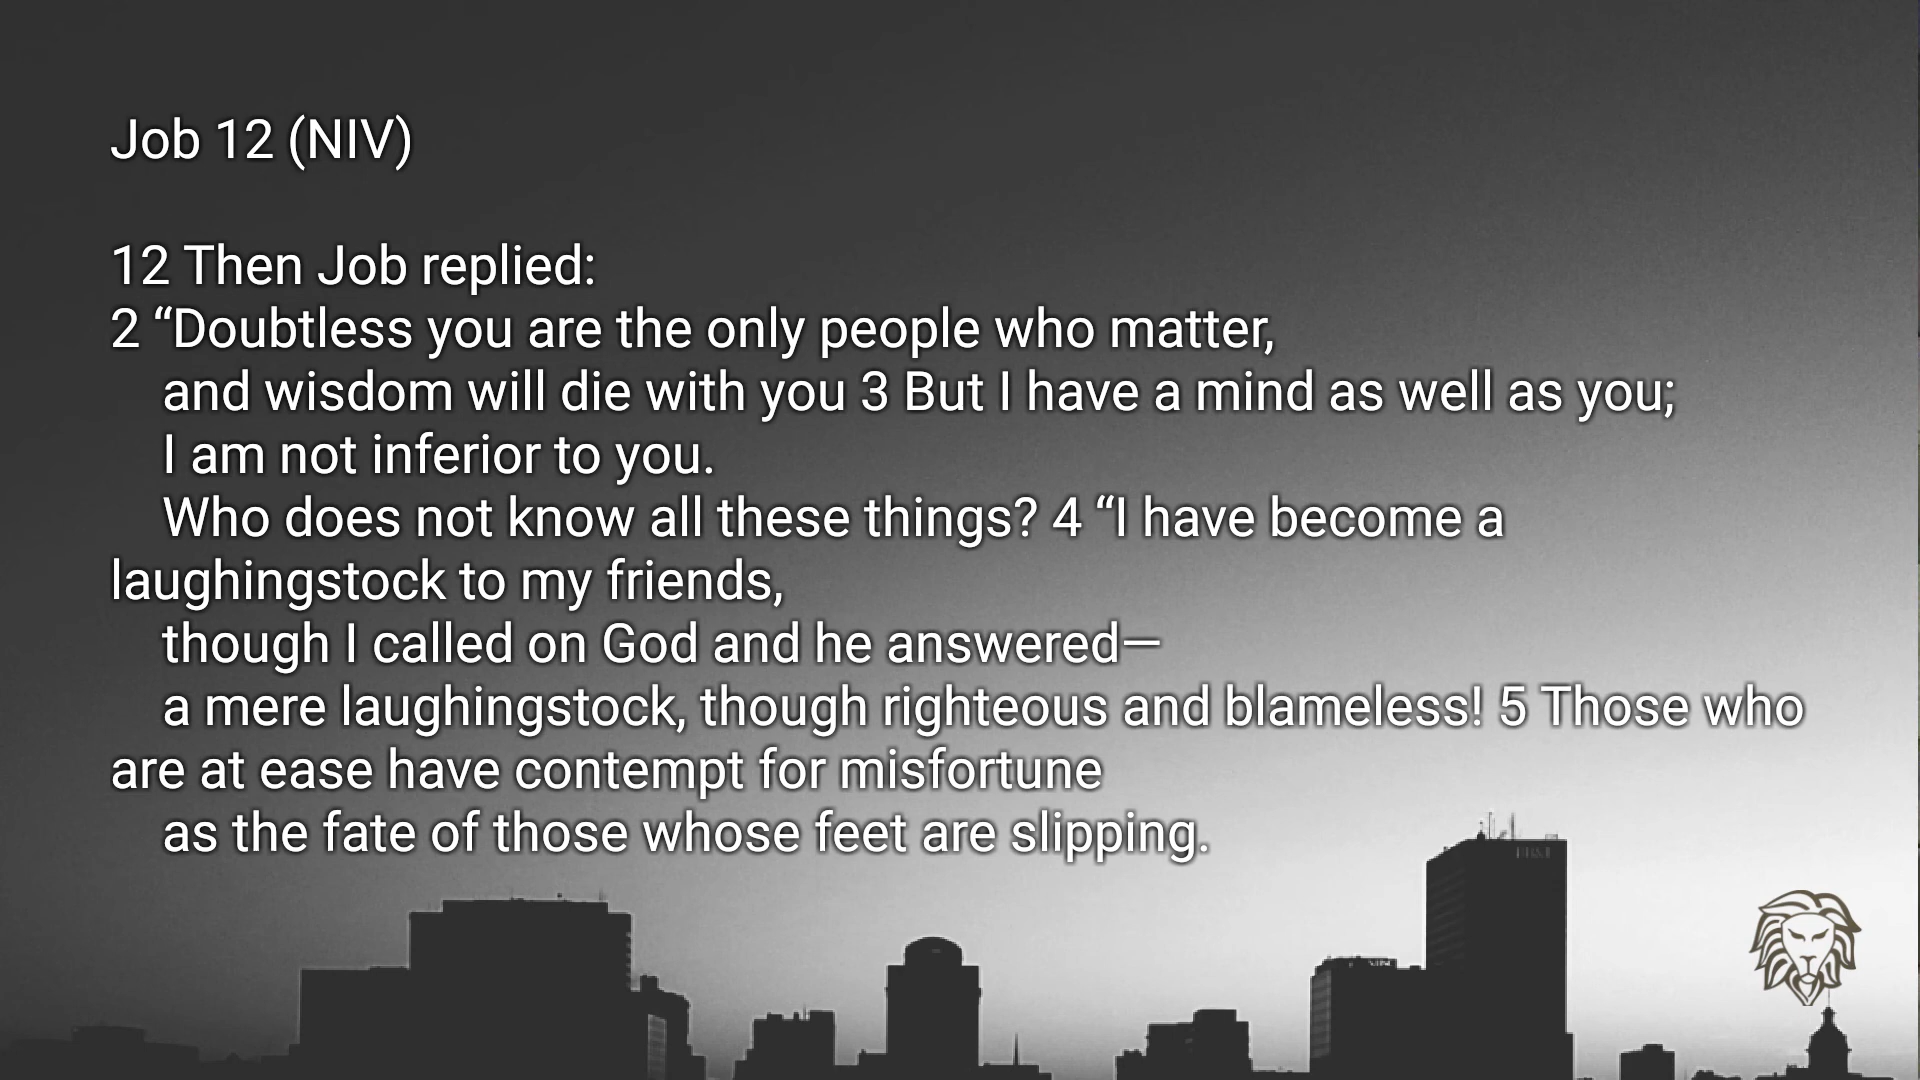 Job 12 (NIV)
12 Then Job replied:
2 “Doubtless you are the only people who matter,
and wisdom will die with you 3 But I have a mind as well as you;
I am not inferior to you.
Who does not know all these things? 4 “I have become a
laughingstock to my friends,
though I called on God and he answered—
a mere laughingstock, though righteous and blameless! 5 Those who
are at ease have contempt for misfortune
as the fate of those whose feet are slipping.